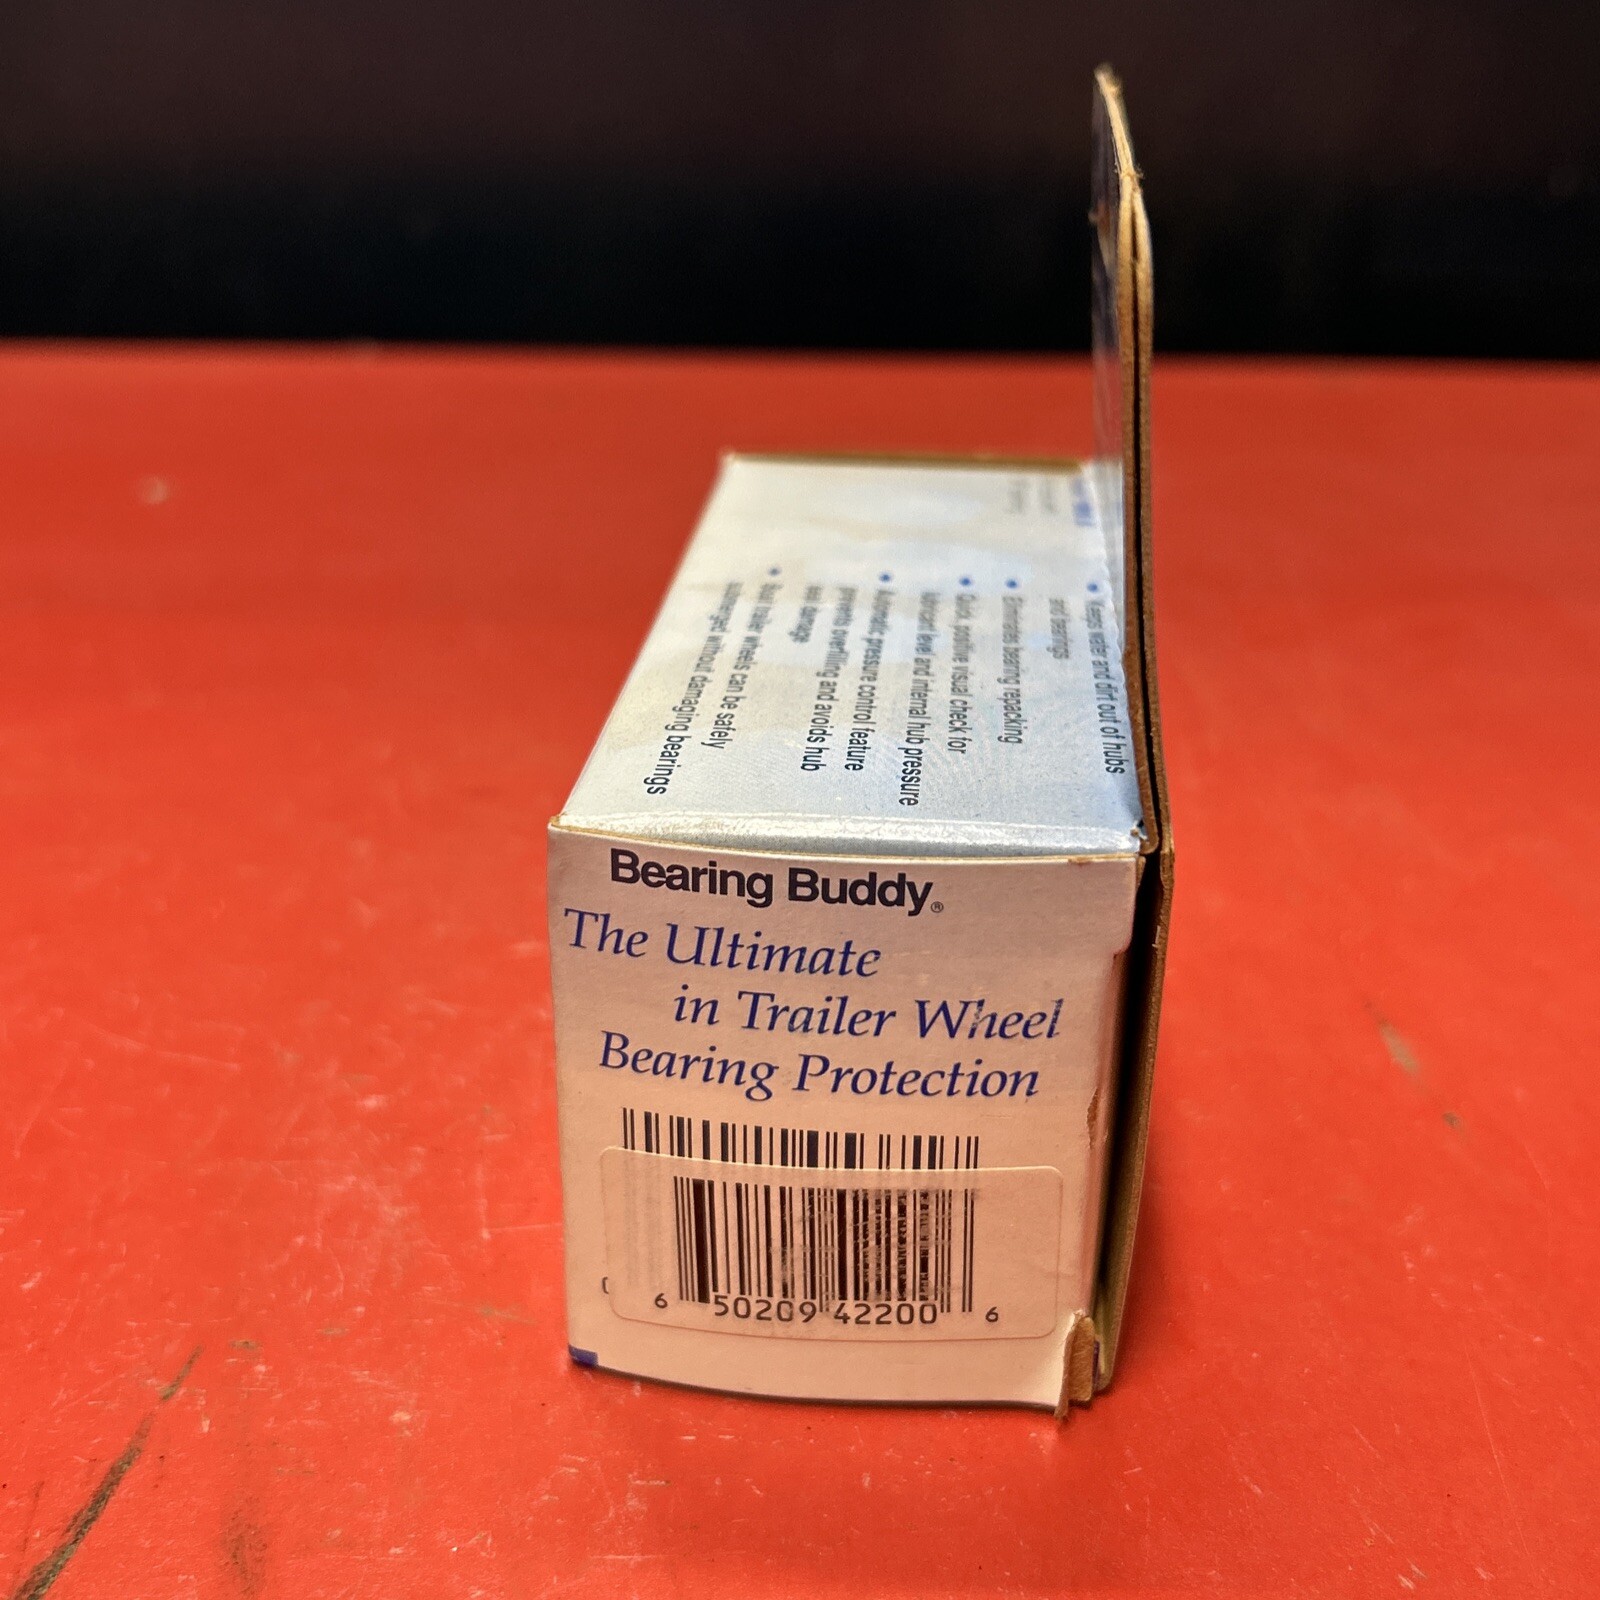 • Keeps water and dirt out of hubs
and bearings
• Eliminates bearing repacking
• Quick, positive visual check for
lubricant level and internal hub pressure
• Automatic pressure control feature
prevents overfilling and avoids hub
seal damage
• Boat trailer wheels can be safely
submerged without damaging bearings
Bearing Buddy®
The Ultimate
in Trailer Wheel
Bearing Protection
6 50209 42200 6